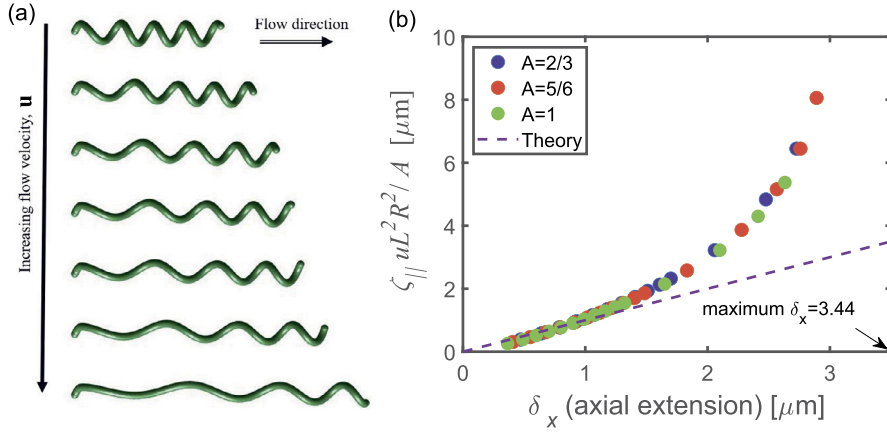 (a)
Flow direction
Increasing flow velocity, u
(b)
ζ|| uL²R²/ A [μm]
8
6
4
2
0
A=2/3
A=5/6
A=1
Theory
maximum δx=3.44
0
1
2
3
δx (axial extension) [μm]